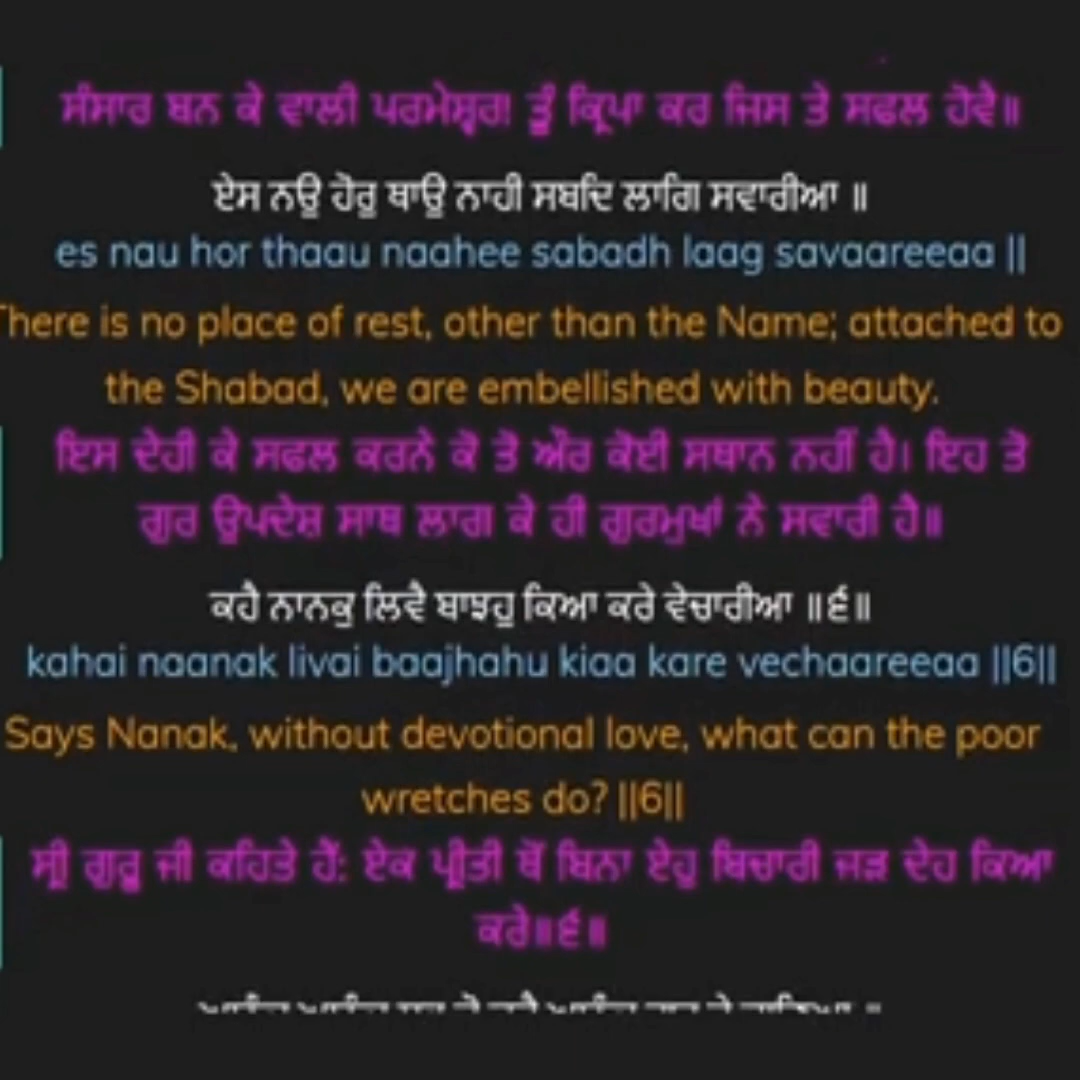 ਸੰਸਾਰ ਬਨ ਕੇ ਵਾਲੀ ਪਰਮੇਸ੍ਵਰ! ਤੂੰ ਕ੍ਰਿਪਾ ਕਰ ਜਿਸ ਤੇ ਸਫਲ ਹੋਵੈ॥
ਏਸ ਨਉ ਹੋਰੁ ਥਾਉ ਨਾਹੀ ਸਬਦਿ ਲਾਗਿ ਸਵਾਰੀਆ ॥
es nau hor thaau naahee sabadh laag savaareeaa ||
There is no place of rest, other than the Name; attached to
the Shabad, we are embellished with beauty.
ਇਸ ਦੇਹੀ ਕੇ ਸਫਲ ਕਰਨੇ ਕੋ ਤੋ ਔਰ ਕੋਈ ਸਥਾਨ ਨਹੀਂ ਹੈ। ਇਹ ਤੋ
ਗੁਰ ਉਪਦੇਸ਼ ਸਾਥ ਲਾਗ ਕੇ ਹੀ ਗੁਰਮੁਖਾਂ ਨੇ ਸਵਾਰੀ ਹੈ॥
ਕਹੈ ਨਾਨਕੁ ਲਿਵੈ ਬਾਝਹੁ ਕਿਆ ਕਰੇ ਵੇਚਾਰੀਆ ॥੬॥
kahai naanak livai baajhahu kiaa kare vechaareeaa ||6||
Says Nanak, without devotional love, what can the poor
wretches do? ||6||
ਸ੍ਰੀ ਗੁਰੂ ਜੀ ਕਹਿਤੇ ਹੈਂ: ਏਕ ਪ੍ਰੀਤੀ ਥੋਂ ਬਿਨਾ ਏਹੁ ਬਿਚਾਰੀ ਜੜ ਦੇਹ ਕਿਆ
ਕਰੇ॥੬॥